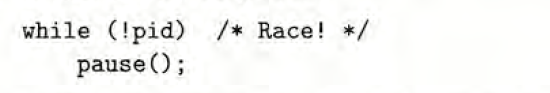 while (!pid)  /* Race! */
    pause();